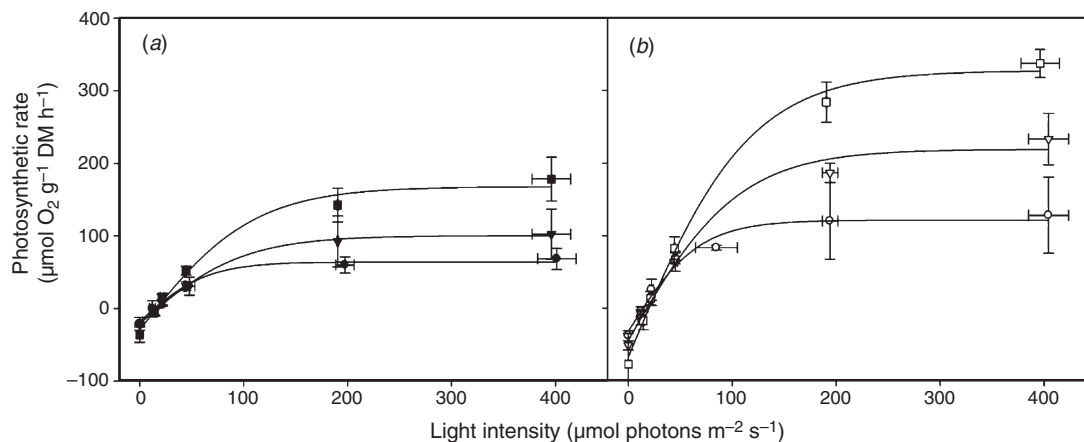 (a)
(b)
Photosynthetic rate
(µmol O₂ g⁻¹ DM h⁻¹)
400
300
200
100
0
–100
0 100 200 300 400
0 100 200 300 400
Light intensity (µmol photons m⁻² s⁻¹)